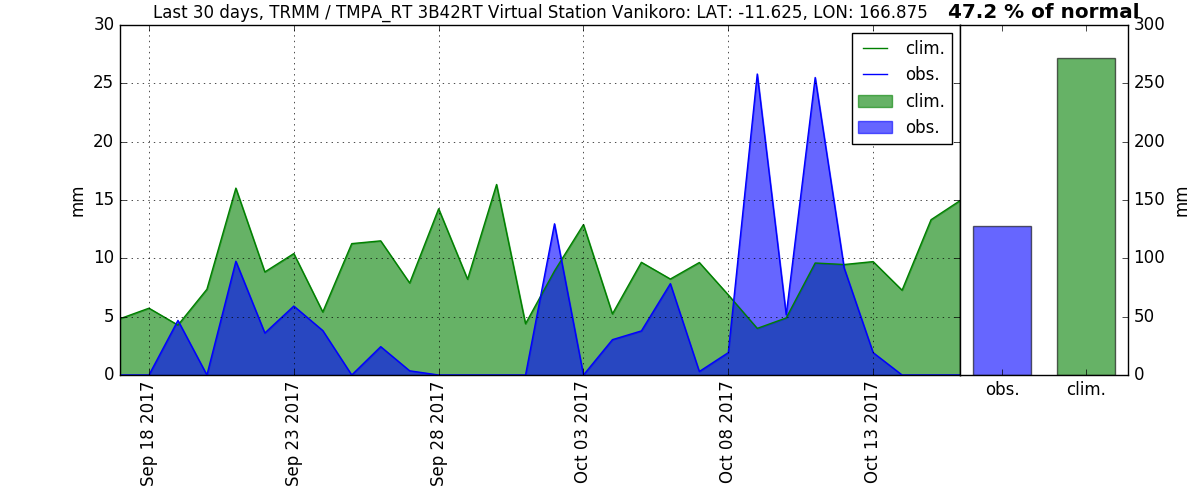 Last 30 days, TRMM / TMPA_RT 3B42RT Virtual Station Vanikoro: LAT: -11.625, LON: 166.875
47.2 % of normal
30
25
20
15
10
5
0
mm
clim.
obs.
clim.
obs.
Sep 18 2017
Sep 23 2017
Sep 28 2017
Oct 03 2017
Oct 08 2017
Oct 13 2017
300
250
200
150
100
50
0
mm
obs.
clim.